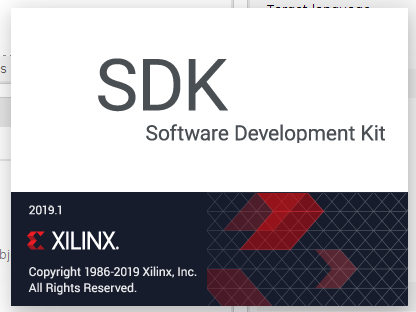 Target language
s
SDK
Software Development Kit
2019.1
XILINX.
bj
Copyright 1986-2019 Xilinx, Inc.
All Rights Reserved.